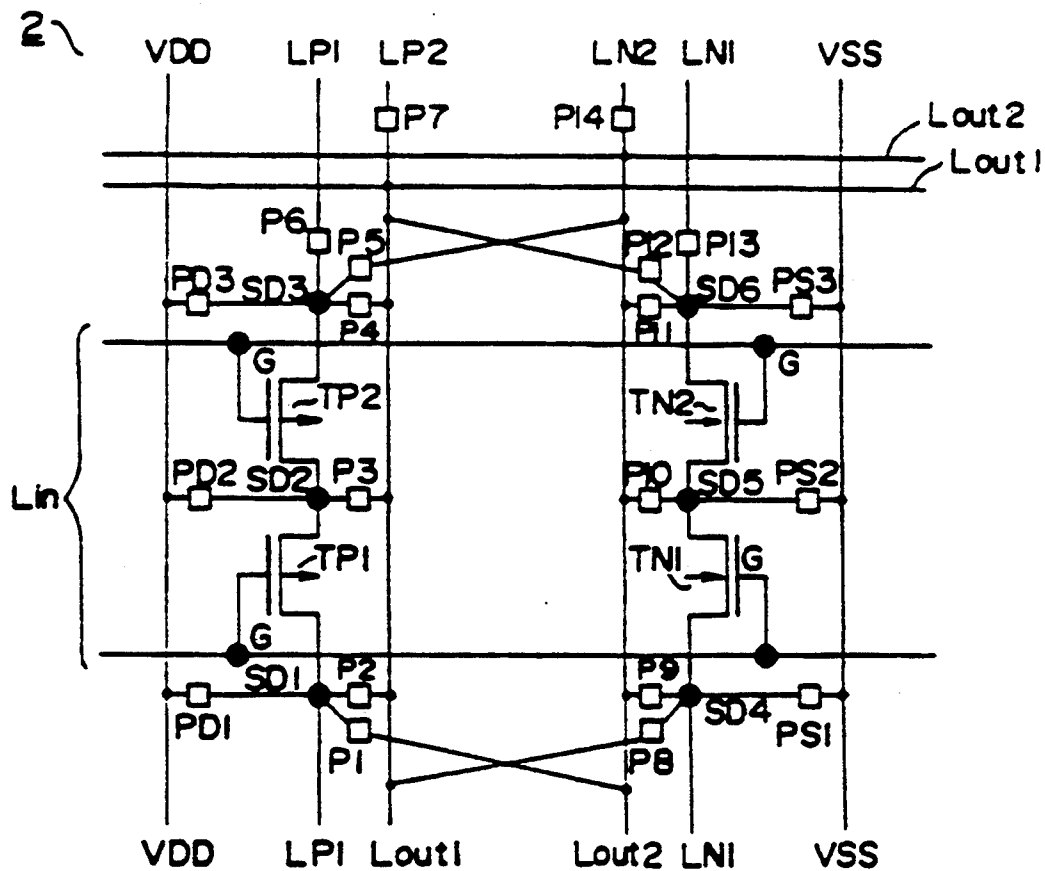 2
VDD LP1 LP2 LN2 LN1 VSS
P7 P14
Lout2
Lout1
P6 P5 P12 P13
PD3 SD3 SD6 PS3
P4 P11
G G
TP2 TN2
Lin
PD2 SD2 P3 P10 SD5 PS2
TP1 TN1 G
G
SD1 P2 P9 SD4
PD1 P1 P8 PS1
VDD LP1 Lout1 Lout2 LN1 VSS